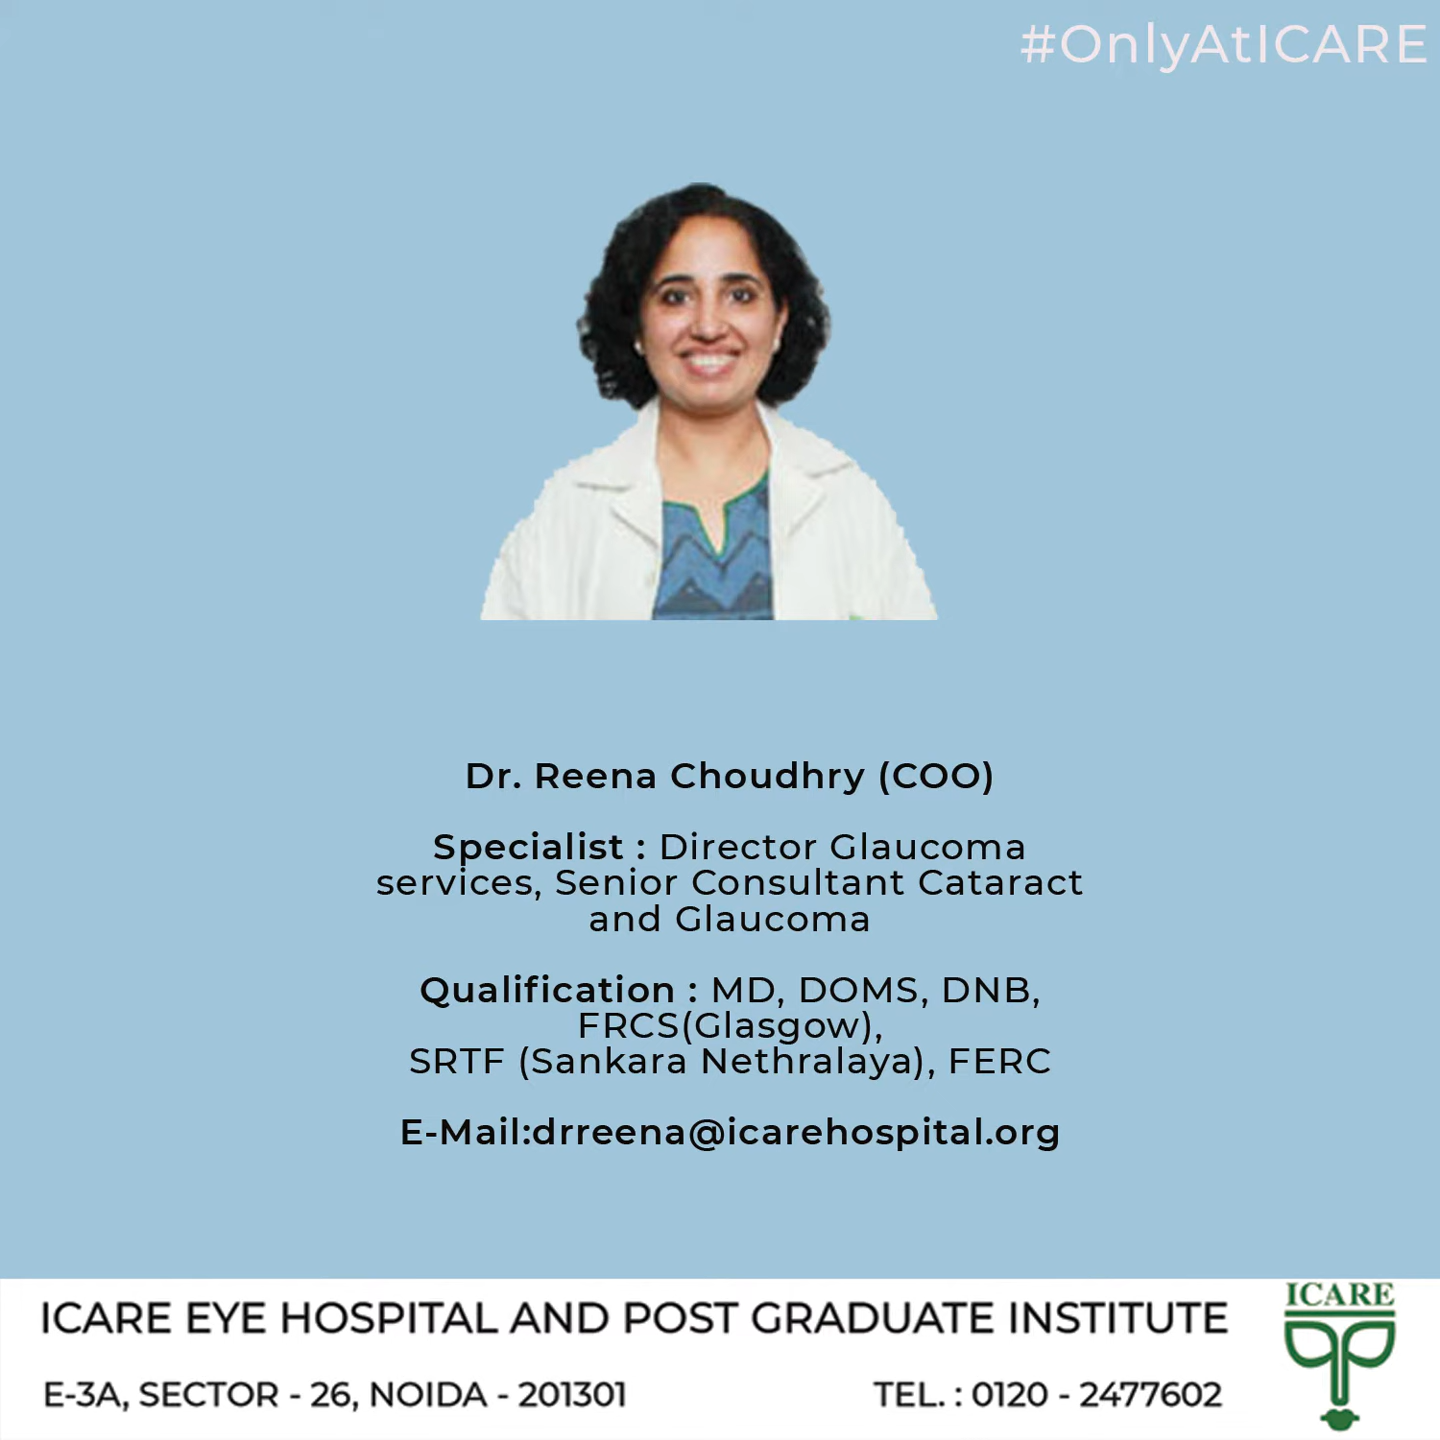 #OnlyAtICARE
Dr. Reena Choudhry (COO)
Specialist : Director Glaucoma
services, Senior Consultant Cataract
and Glaucoma
Qualification : MD, DOMS, DNB,
FRCS(Glasgow),
SRTF (Sankara Nethralaya), FERC
E-Mail:drreena@icarehospital.org
ICARE EYE HOSPITAL AND POST GRADUATE INSTITUTE
E-3A, SECTOR - 26, NOIDA - 201301
TEL. : 0120 - 2477602
ICARE